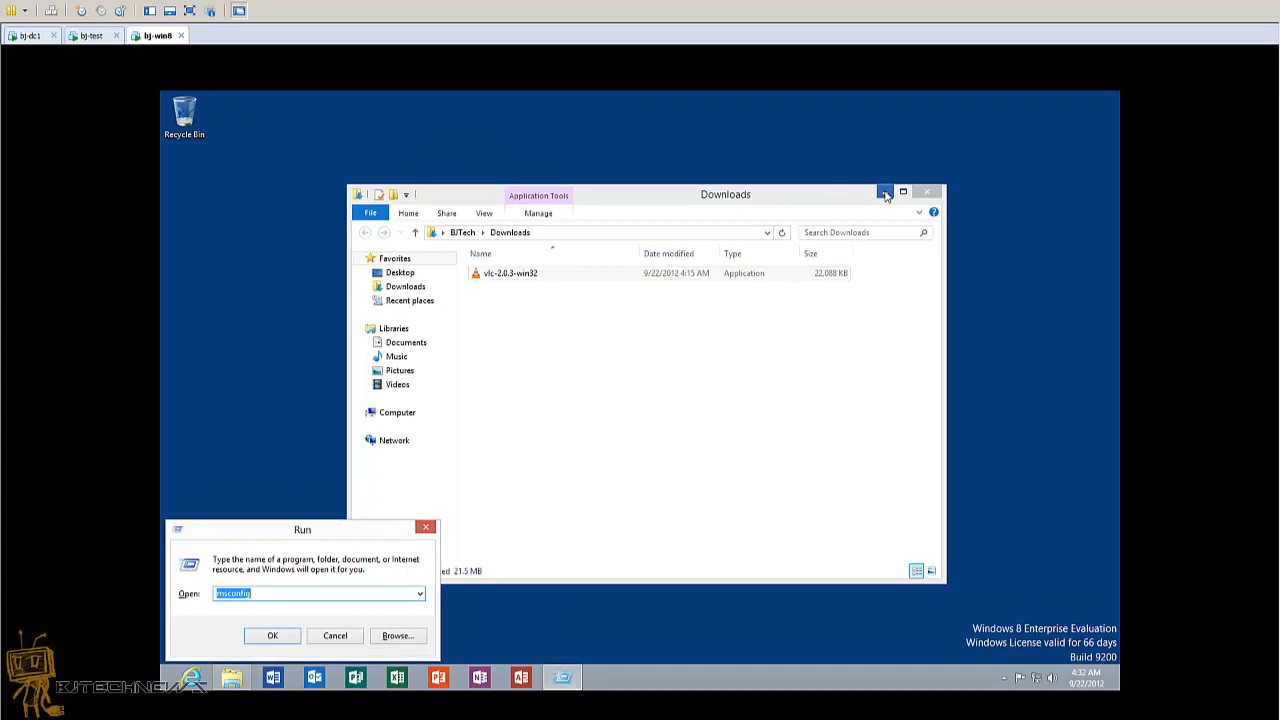 bj-dc1
bj-test
bj-win8
Recycle Bin
Application Tools
Downloads
File
Home
Share
View
Manage
BJTech
Downloads
Search Downloads
Name
Date modified
Type
Size
Favorites
vlc-2.0.3-win32
9/22/2012 4:15 AM
Application
22,088 KB
Desktop
Downloads
Recent places
Libraries
Documents
Music
Pictures
Videos
Computer
Network
Run
Type the name of a program, folder, document, or Internet
resource, and Windows will open it for you.
21.5 MB
Open:
msconfig
OK
Cancel
Browse...
Windows 8 Enterprise Evaluation
Windows License valid for 66 days
Build 9200
BJTECHNEWS
4:32 AM
9/22/2012